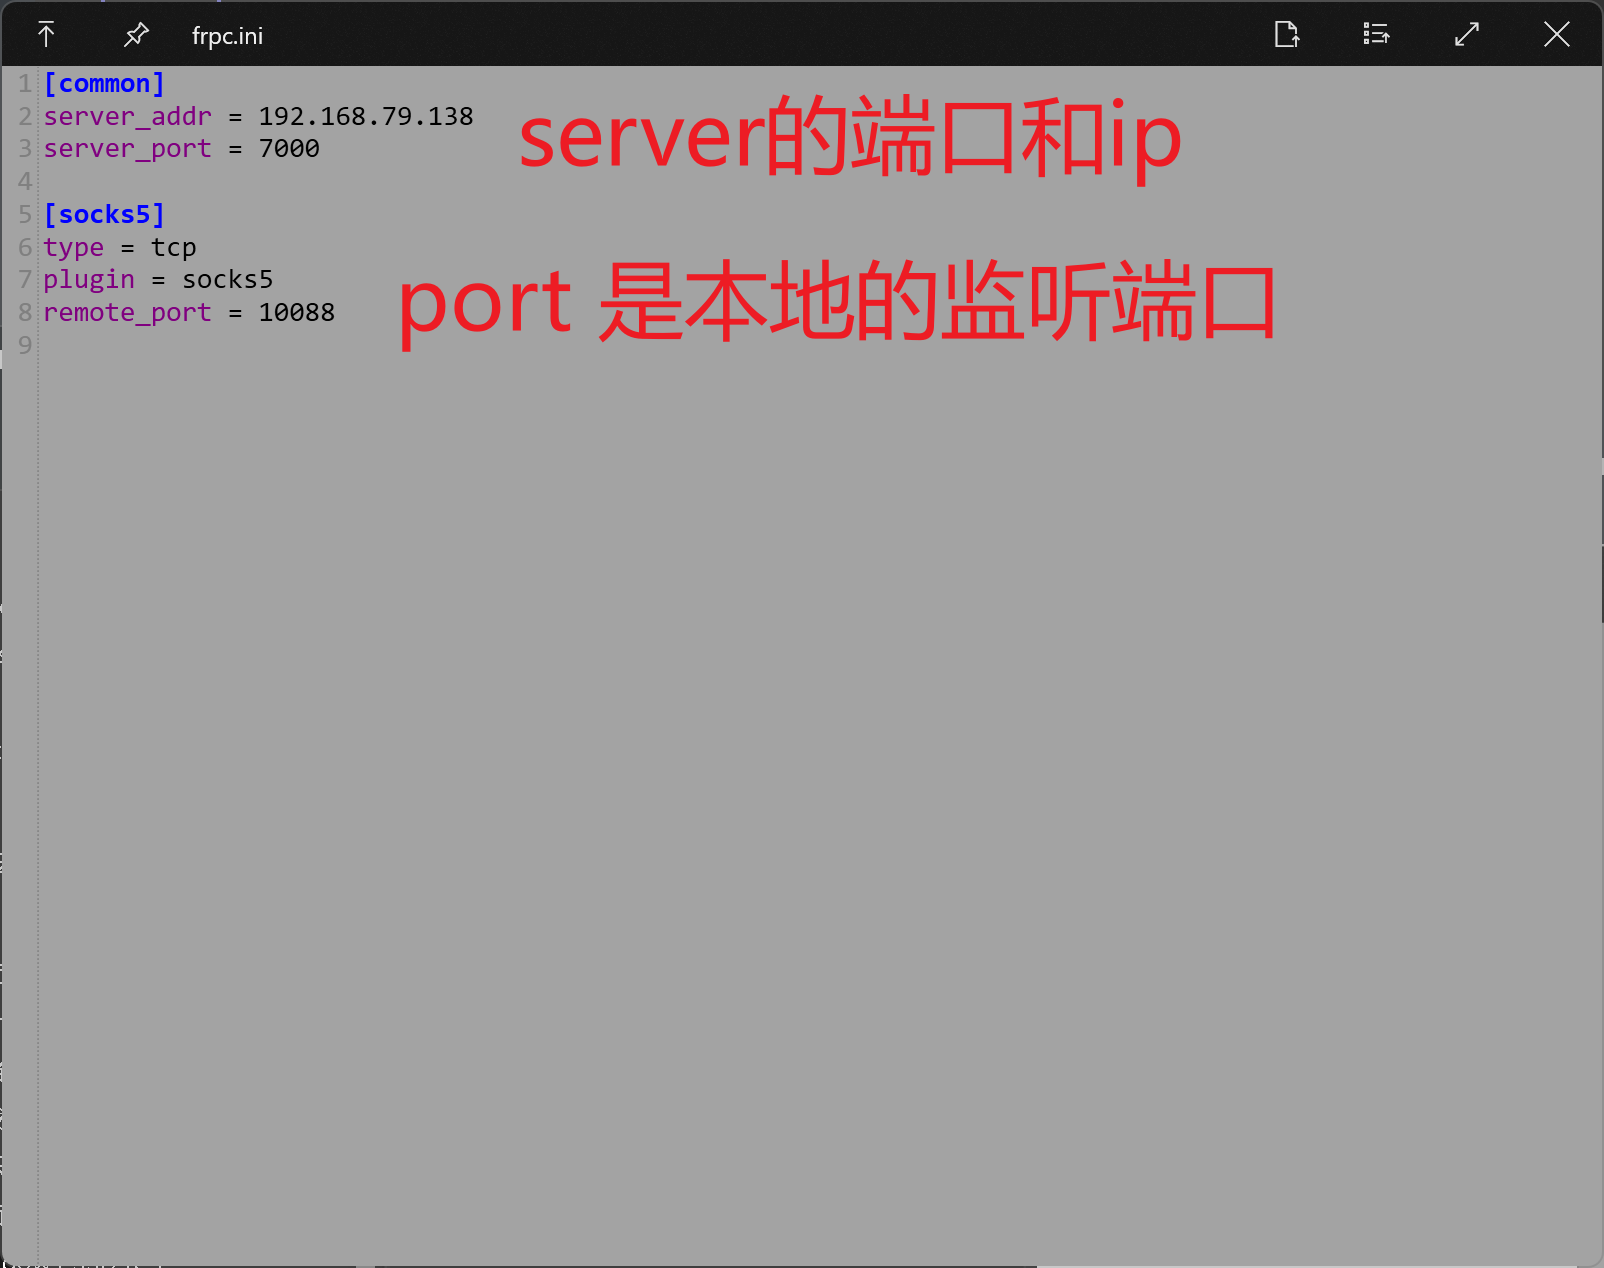 frpc.ini
1 [common]
2 server_addr = 192.168.79.138
3 server_port = 7000
server的端口和ip
4
5 [socks5]
6 type = tcp
7 plugin = socks5
8 remote_port = 10088
port 是本地的监听端口
9